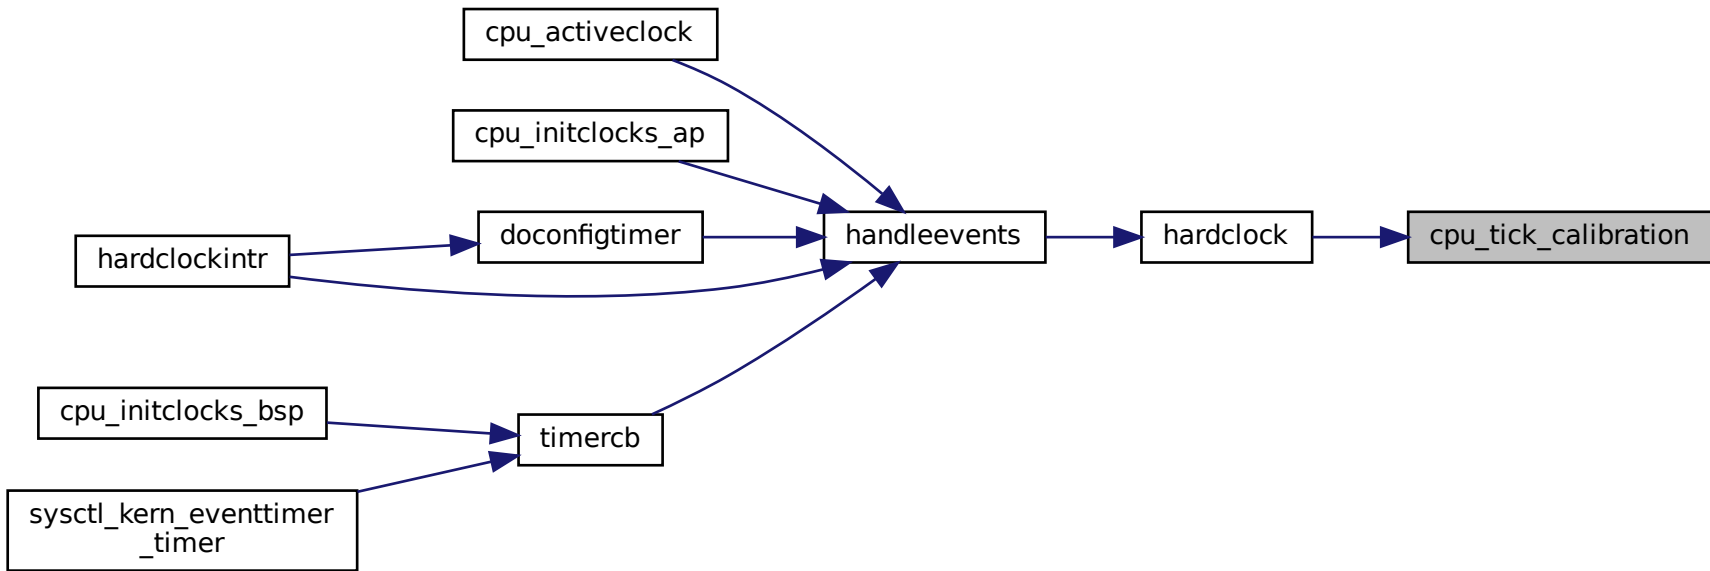 cpu_activeclock
cpu_initclocks_ap
hardclockintr
doconfigtimer
handleevents
hardclock
cpu_tick_calibration
cpu_initclocks_bsp
timercb
sysctl_kern_eventtimer
_timer